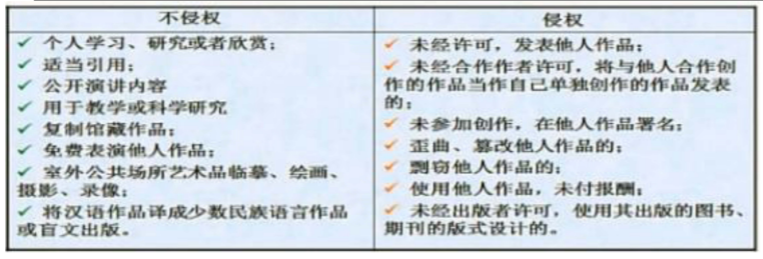 不侵权
✓ 个人学习、研究或者欣赏；
✓ 适当引用；
✓ 公开演讲内容
✓ 用于教学或科学研究
✓ 复制馆藏作品；
✓ 免费表演他人作品；
✓ 室外公共场所艺术品临摹、绘画、
摄影、录像；
✓ 将汉语作品译成少数民族语言作品
或盲文出版。
侵权
✓ 未经许可，发表他人作品；
✓ 未经合作作者许可，将与他人合作创
作的作品当作自己单独创作的作品发表
的；
✓ 未参加创作，在他人作品署名；
✓ 歪曲、篡改他人作品的；
✓ 剽窃他人作品的；
✓ 使用他人作品，未付报酬；
✓ 未经出版者许可，使用其出版的图书、
期刊的版式设计的。